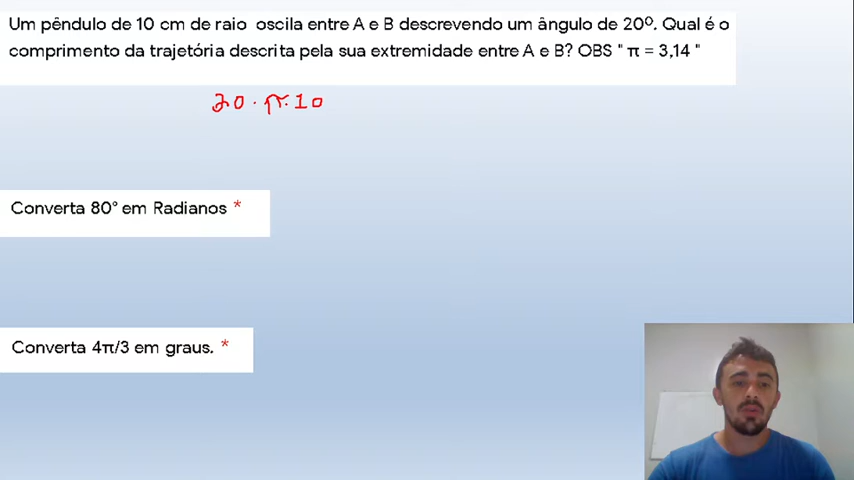 Um pêndulo de 10 cm de raio oscila entre A e B descrevendo um ângulo de 20º. Qual é o
comprimento da trajetória descrita pela sua extremidade entre A e B? OBS " π = 3,14 "
20 · π · 10
Converta 80° em Radianos *
Converta 4π/3 em graus. *